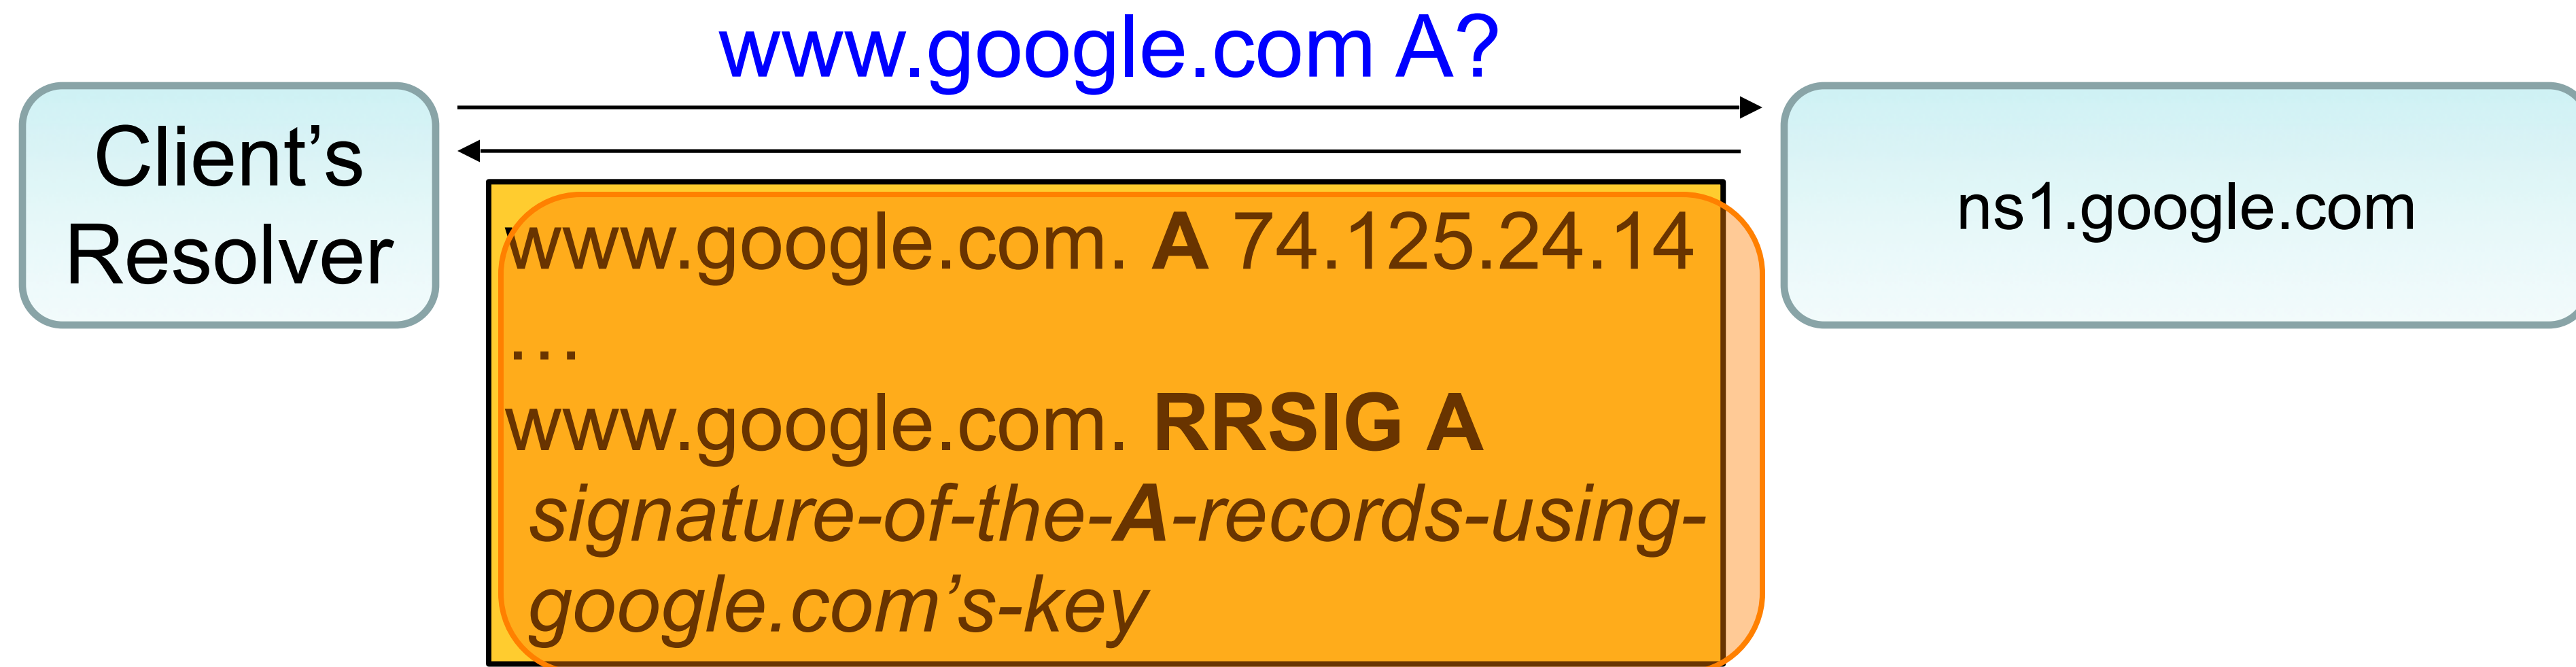 www.google.com A?
Client’s
Resolver
ns1.google.com
www.google.com. A 74.125.24.14
…
www.google.com. RRSIG A
signature-of-the-A-records-using-
google.com’s-key